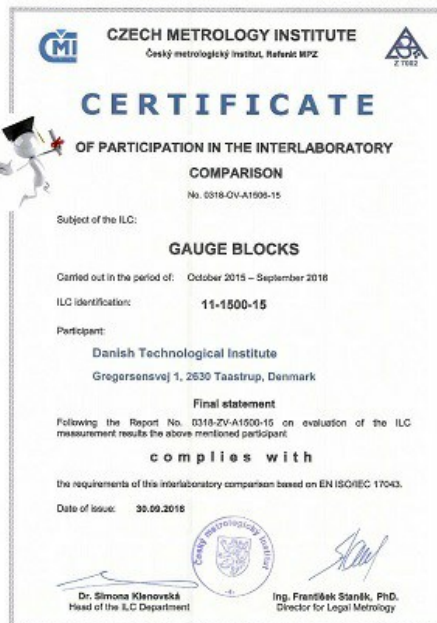 CMI
CZECH METROLOGY INSTITUTE
Český metrologický institut, Referát MPZ
Z 7002
CERTIFICATE
OF PARTICIPATION IN THE INTERLABORATORY
COMPARISON
No. 0318-OV-A1506-15
Subject of the ILC:
GAUGE BLOCKS
Carried out in the period of: October 2015 – September 2016
ILC identification: 11-1500-15
Participant:
Danish Technological Institute
Gregersensvej 1, 2630 Taastrup, Denmark
Final statement
Following the Report No. 0318-ZV-A1500-15 on evaluation of the ILC
measurement results the above mentioned participant
complies with
the requirements of this interlaboratory comparison based on EN ISO/IEC 17043.
Date of issue: 30.09.2016
Český metrologický institut
Dr. Simona Klenovská
Head of the ILC Department
Ing. František Staněk, PhD.
Director for Legal Metrology